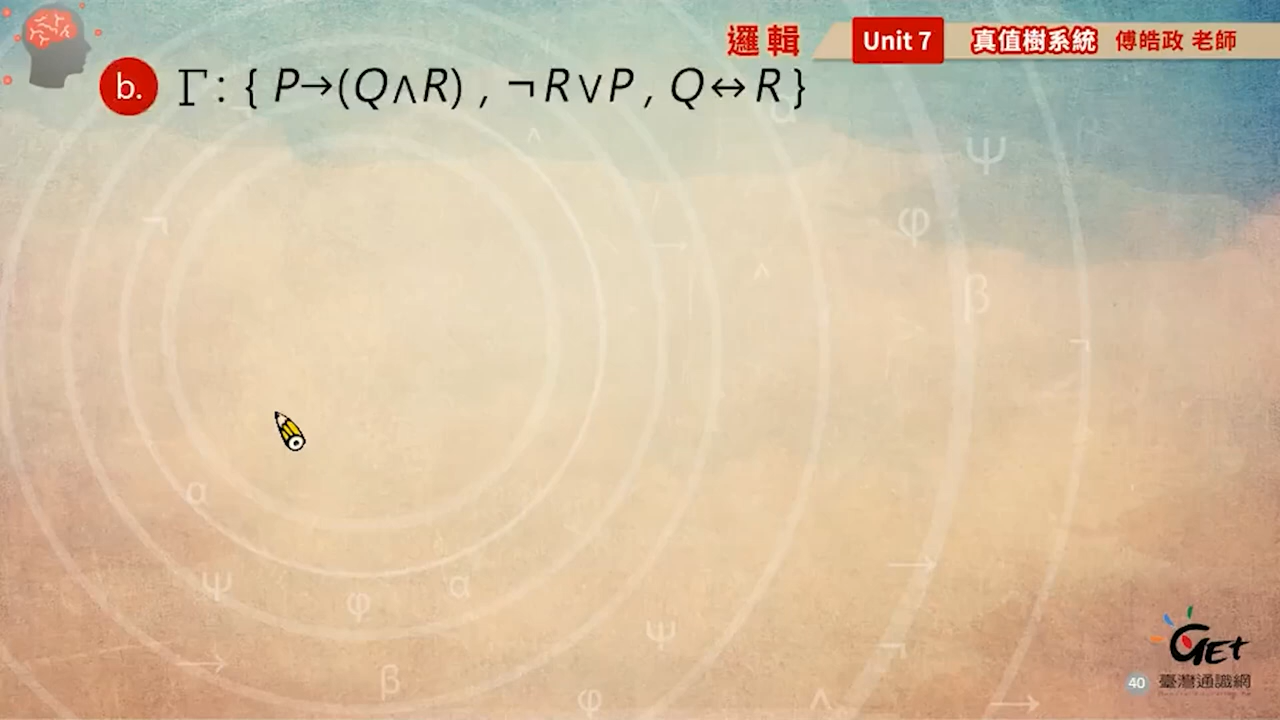 邏輯 Unit 7 真值樹系統 傅皓政 老師
b. Γ : { P→(Q∧R) , ¬R∨P , Q↔R }
α
∧
Ψ
¬
φ
→
∧
β
¬
α
→
Ψ
α
φ
Ψ
¬
→
β
φ
∧
→
GET
40 臺灣通識網